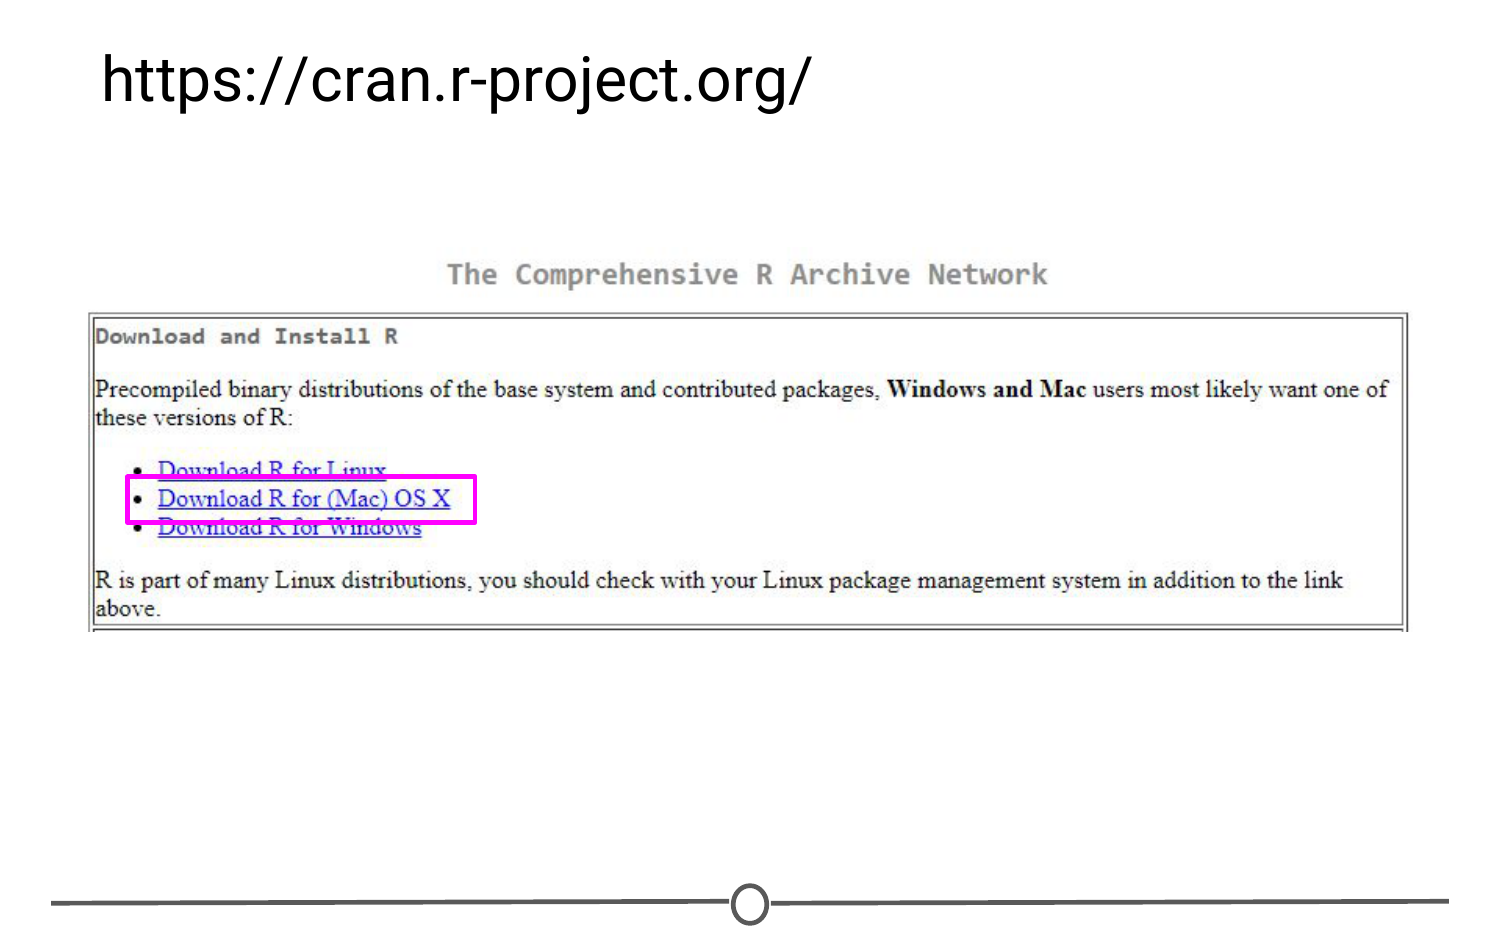 https://cran.r-project.org/
The Comprehensive R Archive Network
Download and Install R
Precompiled binary distributions of the base system and contributed packages, Windows and Mac users most likely want one of
these versions of R:
• Download R for Linux
• Download R for (Mac) OS X
• Download R for Windows
R is part of many Linux distributions, you should check with your Linux package management system in addition to the link
above.